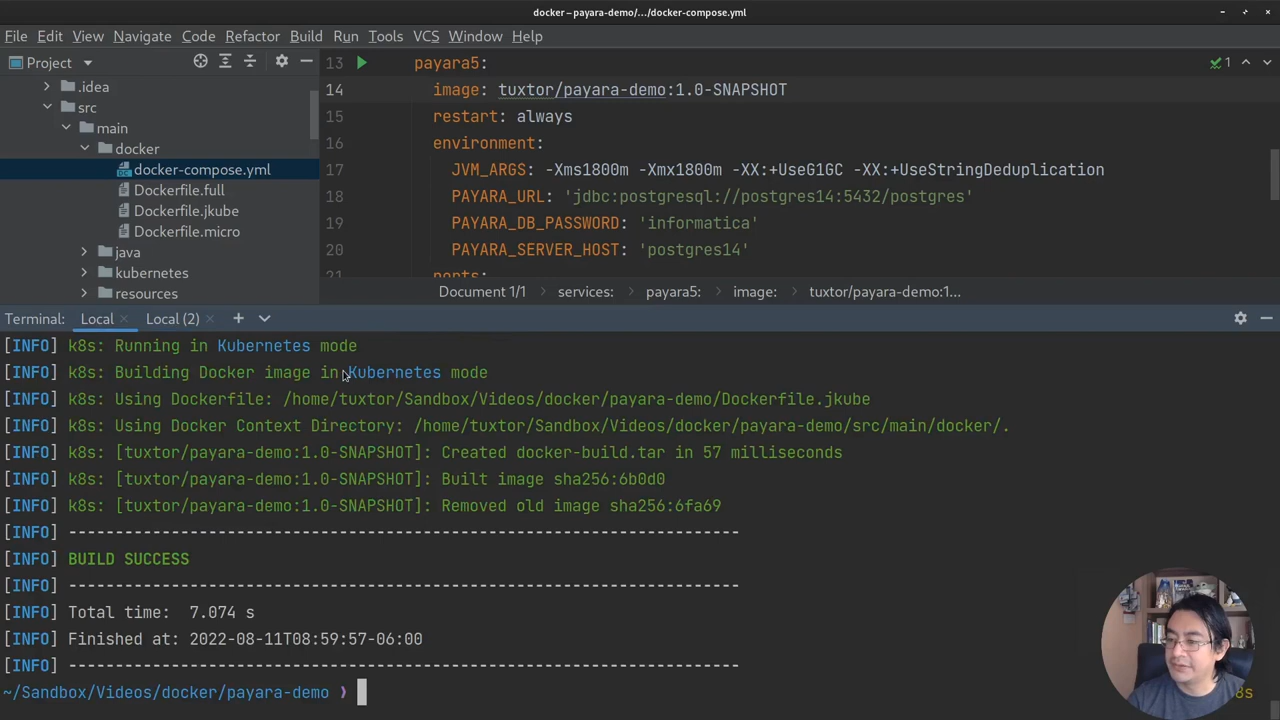 docker – payara-demo/.../docker-compose.yml
File Edit View Navigate Code Refactor Build Run Tools VCS Window Help
Project
.idea
src
main
docker
docker-compose.yml
Dockerfile.full
Dockerfile.jkube
Dockerfile.micro
java
kubernetes
resources
13 payara5:
14 image: tuxtor/payara-demo:1.0-SNAPSHOT
15 restart: always
16 environment:
17 JVM_ARGS: -Xms1800m -Xmx1800m -XX:+UseG1GC -XX:+UseStringDeduplication
18 PAYARA_URL: 'jdbc:postgresql://postgres14:5432/postgres'
19 PAYARA_DB_PASSWORD: 'informatica'
20 PAYARA_SERVER_HOST: 'postgres14'
21 ports:
1
Document 1/1 services: payara5: image: tuxtor/payara-demo:1...
Terminal: Local Local (2)
[INFO] k8s: Running in Kubernetes mode
[INFO] k8s: Building Docker image in Kubernetes mode
[INFO] k8s: Using Dockerfile: /home/tuxtor/Sandbox/Videos/docker/payara-demo/Dockerfile.jkube
[INFO] k8s: Using Docker Context Directory: /home/tuxtor/Sandbox/Videos/docker/payara-demo/src/main/docker/.
[INFO] k8s: [tuxtor/payara-demo:1.0-SNAPSHOT]: Created docker-build.tar in 57 milliseconds
[INFO] k8s: [tuxtor/payara-demo:1.0-SNAPSHOT]: Built image sha256:6b0d0
[INFO] k8s: [tuxtor/payara-demo:1.0-SNAPSHOT]: Removed old image sha256:6fa69
[INFO] ------------------------------------------------------------------------
[INFO] BUILD SUCCESS
[INFO] ------------------------------------------------------------------------
[INFO] Total time:  7.074 s
[INFO] Finished at: 2022-08-11T08:59:57-06:00
[INFO] ------------------------------------------------------------------------
~/Sandbox/Videos/docker/payara-demo ❯